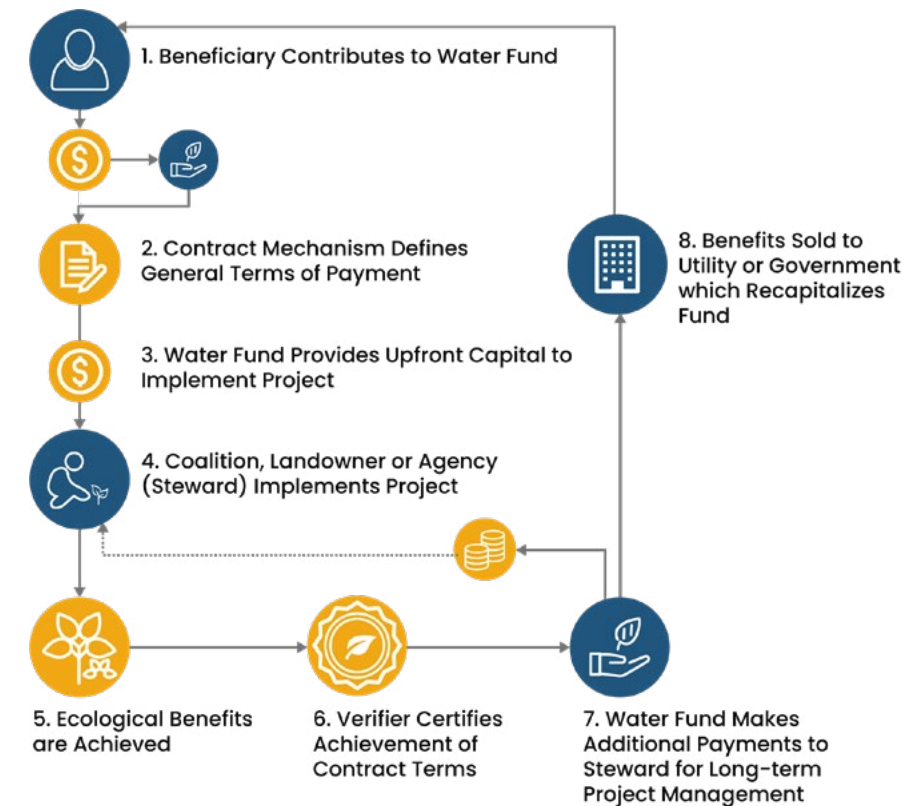 1. Beneficiary Contributes to Water Fund
$
2. Contract Mechanism Defines
General Terms of Payment
$
3. Water Fund Provides Upfront Capital to
Implement Project
4. Coalition, Landowner or Agency
(Steward) Implements Project
5. Ecological Benefits
are Achieved
6. Verifier Certifies
Achievement of
Contract Terms
7. Water Fund Makes
Additional Payments to
Steward for Long-term
Project Management
8. Benefits Sold to
Utility or Government
which Recapitalizes
Fund